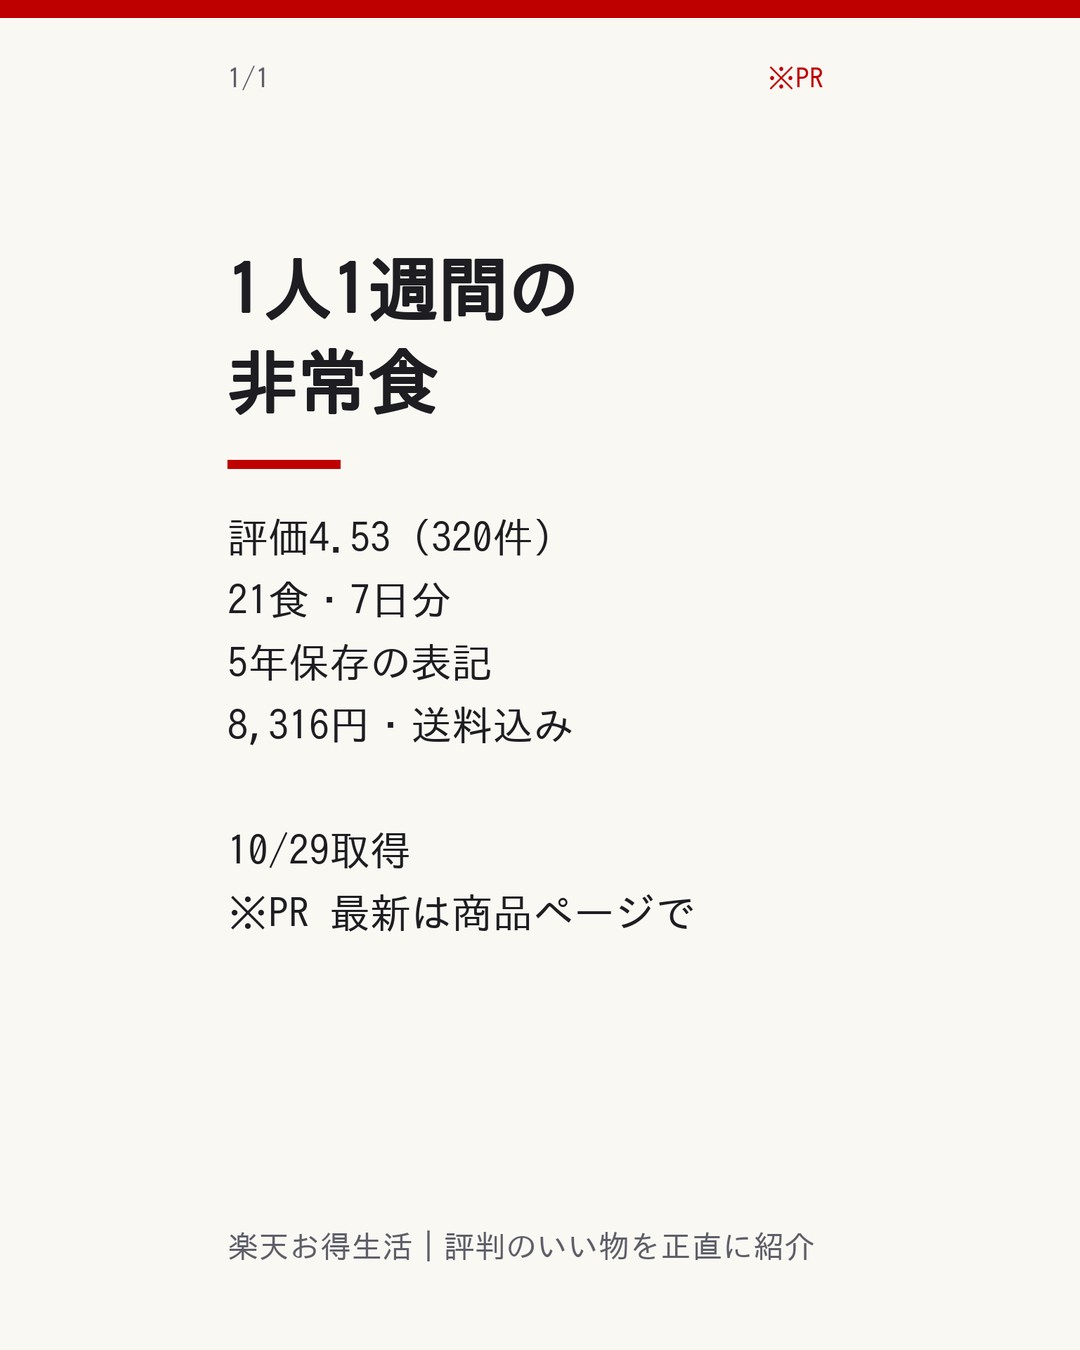 1/1
※PR
1人1週間の
非常食
評価4.53（320件）
21食・7日分
5年保存の表記
8,316円・送料込み
10/29取得
※PR 最新は商品ページで
楽天お得生活｜評判のいい物を正直に紹介